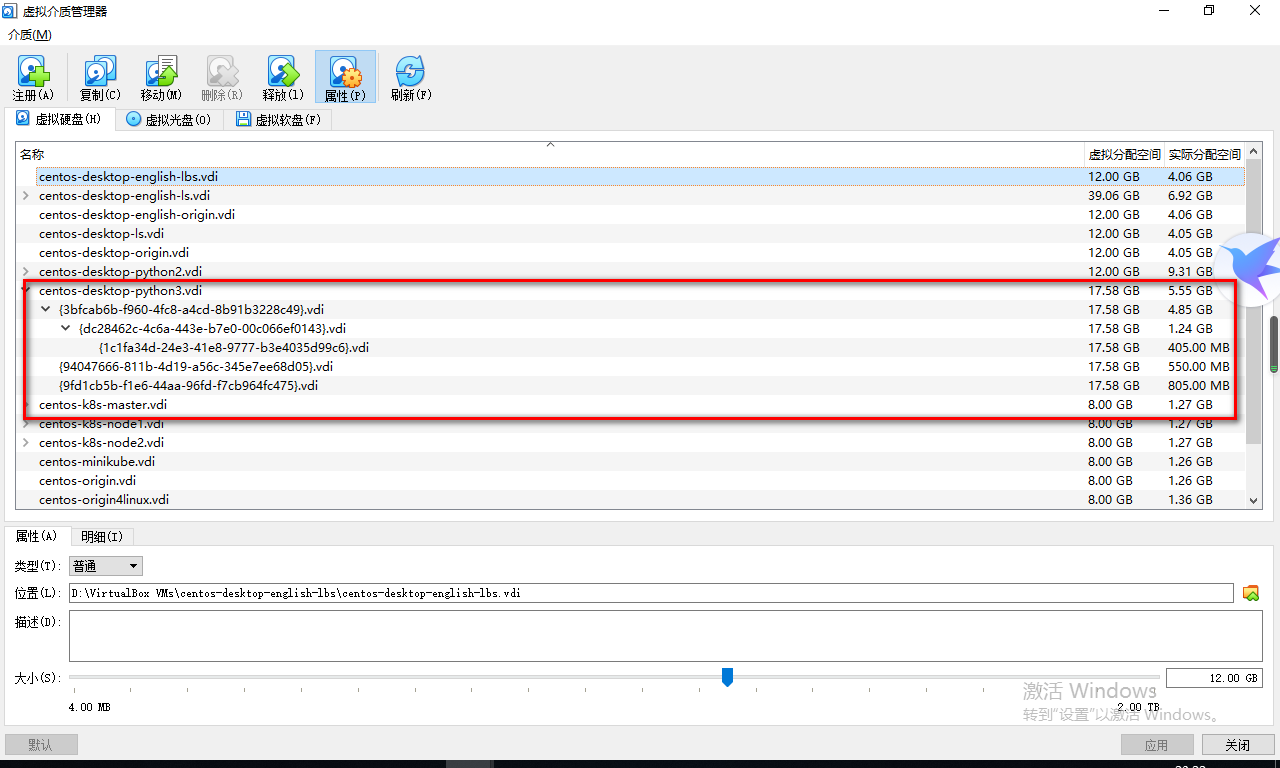 虚拟介质管理器
介质(M)
注册(A) 复制(C) 移动(M) 删除(R) 释放(l) 属性(P) 刷新(F)
虚拟硬盘(H) 虚拟光盘(O) 虚拟软盘(F)
名称 虚拟分配空间 实际分配空间
centos-desktop-english-lbs.vdi 12.00 GB 4.06 GB
centos-desktop-english-ls.vdi 39.06 GB 6.92 GB
centos-desktop-english-origin.vdi 12.00 GB 4.06 GB
centos-desktop-ls.vdi 12.00 GB 4.05 GB
centos-desktop-origin.vdi 12.00 GB 4.05 GB
centos-desktop-python2.vdi 12.00 GB 9.31 GB
centos-desktop-python3.vdi 17.58 GB 5.55 GB
{3bfcab6b-f960-4fc8-a4cd-8b91b3228c49}.vdi 17.58 GB 4.85 GB
{dc28462c-4c6a-443e-b7e0-00c066ef0143}.vdi 17.58 GB 1.24 GB
{1c1fa34d-24e3-41e8-9777-b3e4035d99c6}.vdi 17.58 GB 405.00 MB
{94047666-811b-4d19-a56c-345e7ee68d05}.vdi 17.58 GB 550.00 MB
{9fd1cb5b-f1e6-44aa-96fd-f7cb964fc475}.vdi 17.58 GB 805.00 MB
centos-k8s-master.vdi 8.00 GB 1.27 GB
centos-k8s-node1.vdi 8.00 GB 1.27 GB
centos-k8s-node2.vdi 8.00 GB 1.27 GB
centos-minikube.vdi 8.00 GB 1.26 GB
centos-origin.vdi 8.00 GB 1.26 GB
centos-origin4linux.vdi 8.00 GB 1.36 GB
属性(A) 明细(I)
类型(T): 普通
位置(L): D:\VirtualBox VMs\centos-desktop-english-lbs\centos-desktop-english-lbs.vdi
描述(D):
大小(S): 12.00 GB
4.00 MB 2.00 TB
激活 Windows
转到"设置"以激活 Windows。
默认 应用 关闭